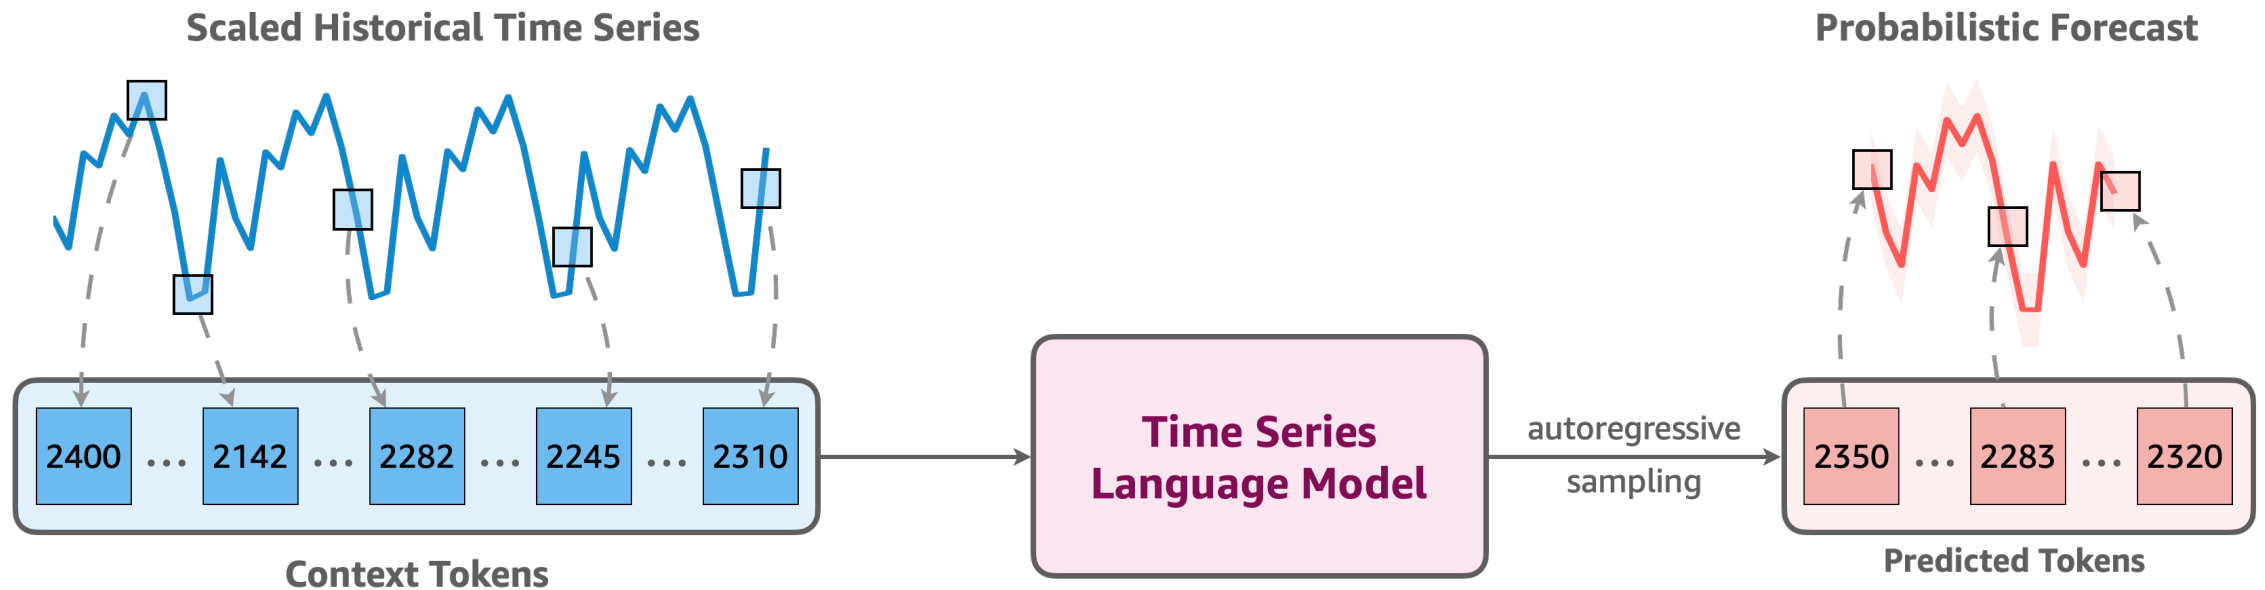 Scaled Historical Time Series
Probabilistic Forecast
2400 ... 2142 ... 2282 ... 2245 ... 2310
Context Tokens
Time Series
Language Model
autoregressive
sampling
2350 ... 2283 ... 2320
Predicted Tokens